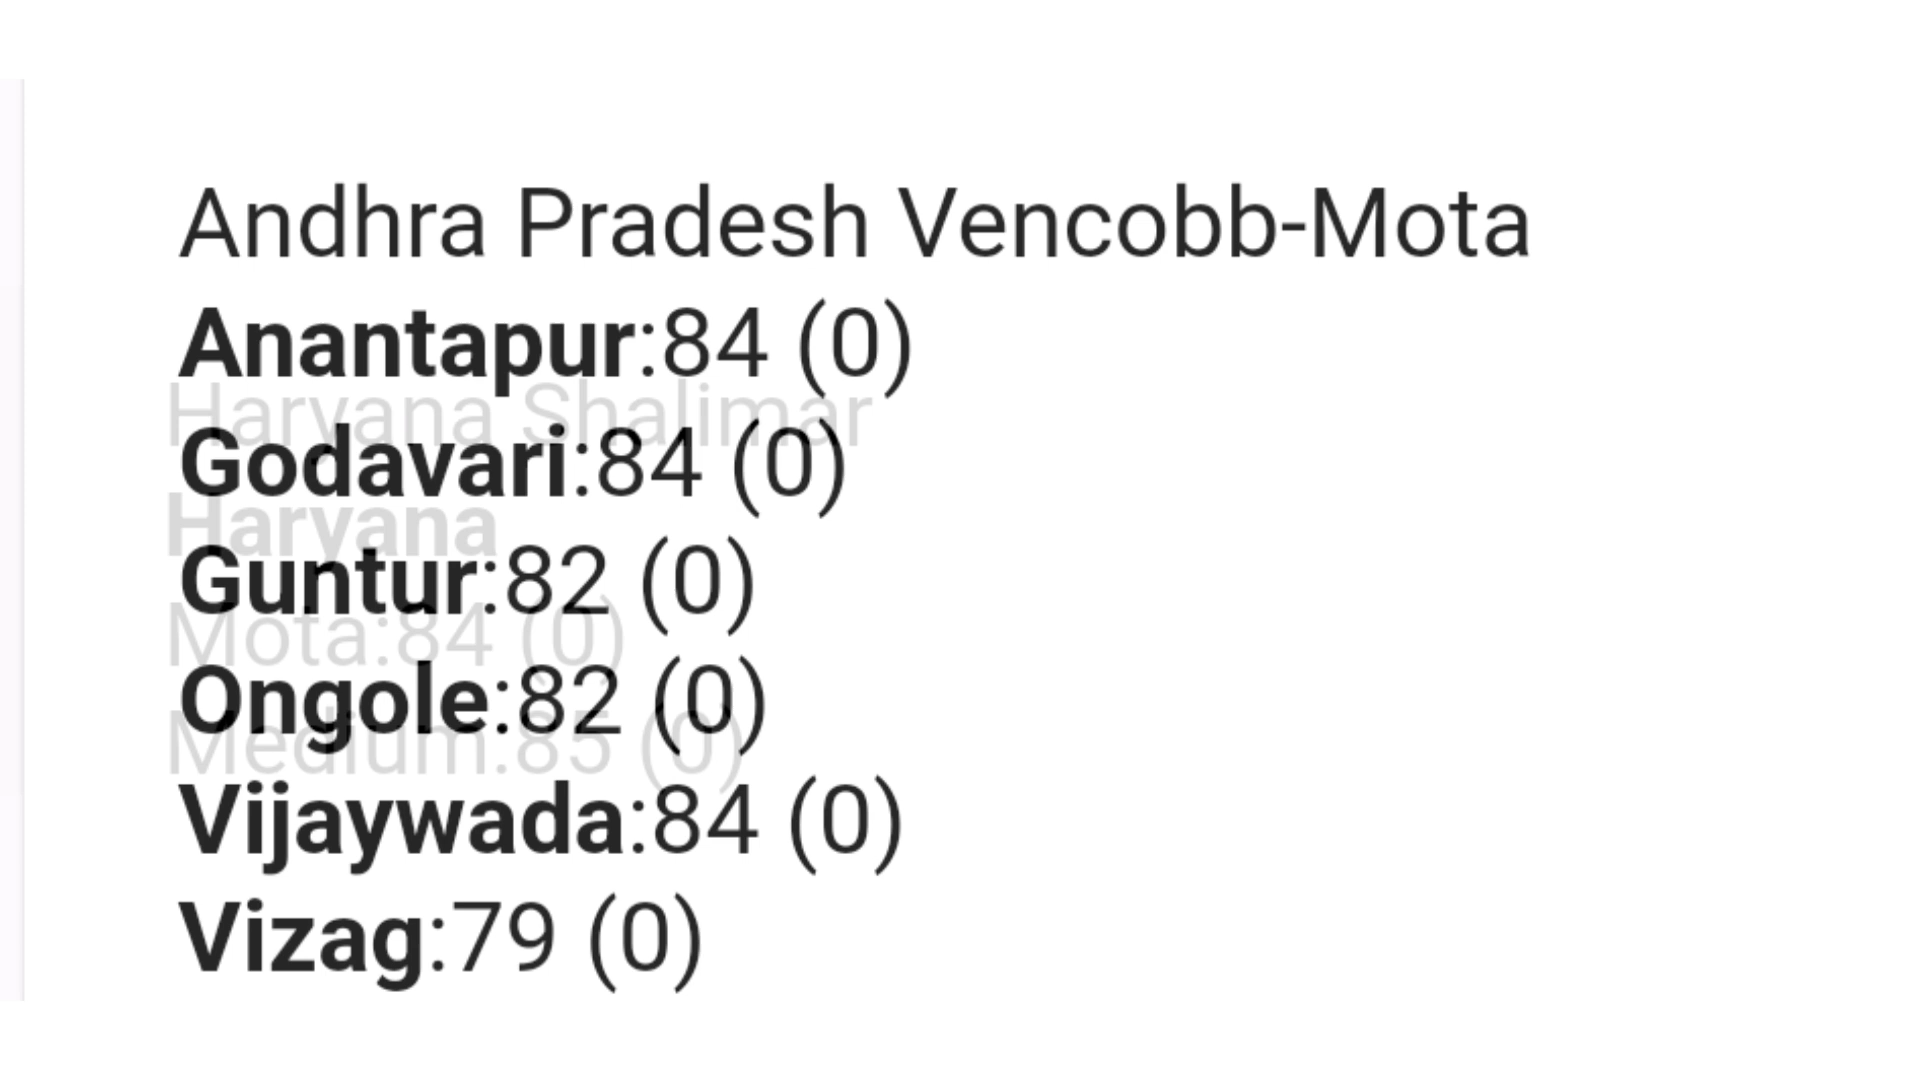 Andhra Pradesh Vencobb-Mota
Anantapur:84 (0)
Haryana Shalimar
Godavari:84 (0)
Haryana
Guntur:82 (0)
Mota:84 (0)
Ongole:82 (0)
Medium:85 (0)
Vijaywada:84 (0)
Vizag:79 (0)